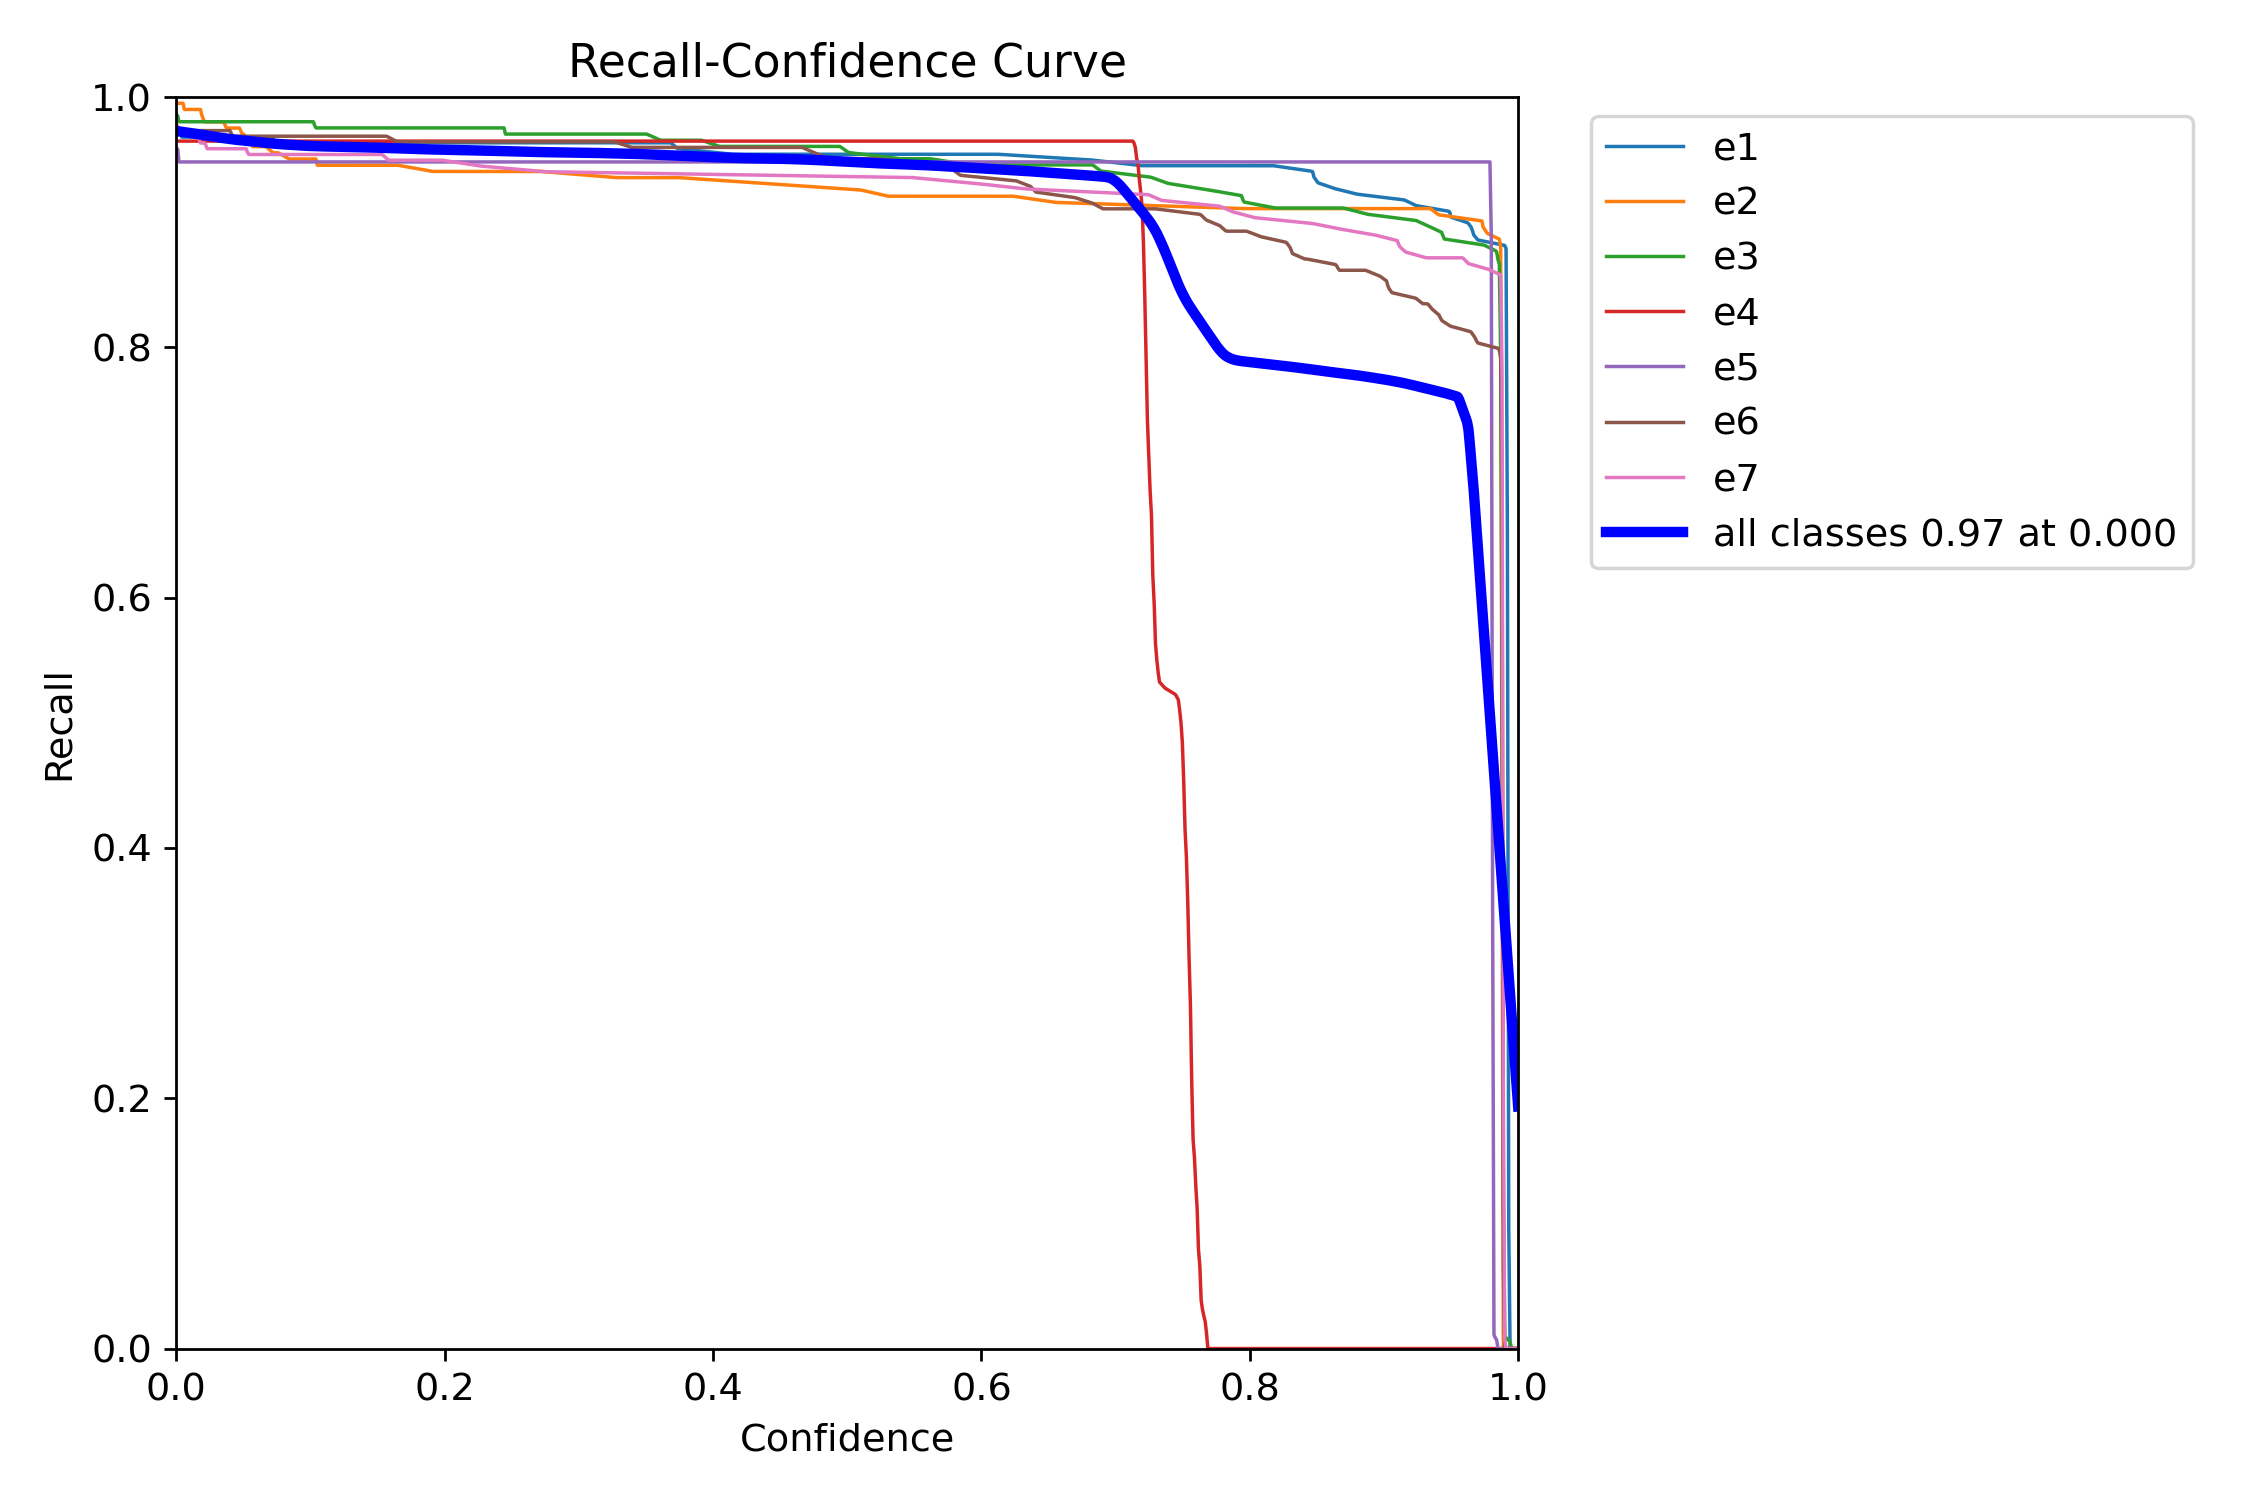 Recall-Confidence Curve
1.0
0.8
0.6
0.4
0.2
0.0
Recall
0.0 0.2 0.4 0.6 0.8 1.0
Confidence
e1
e2
e3
e4
e5
e6
e7
all classes 0.97 at 0.000